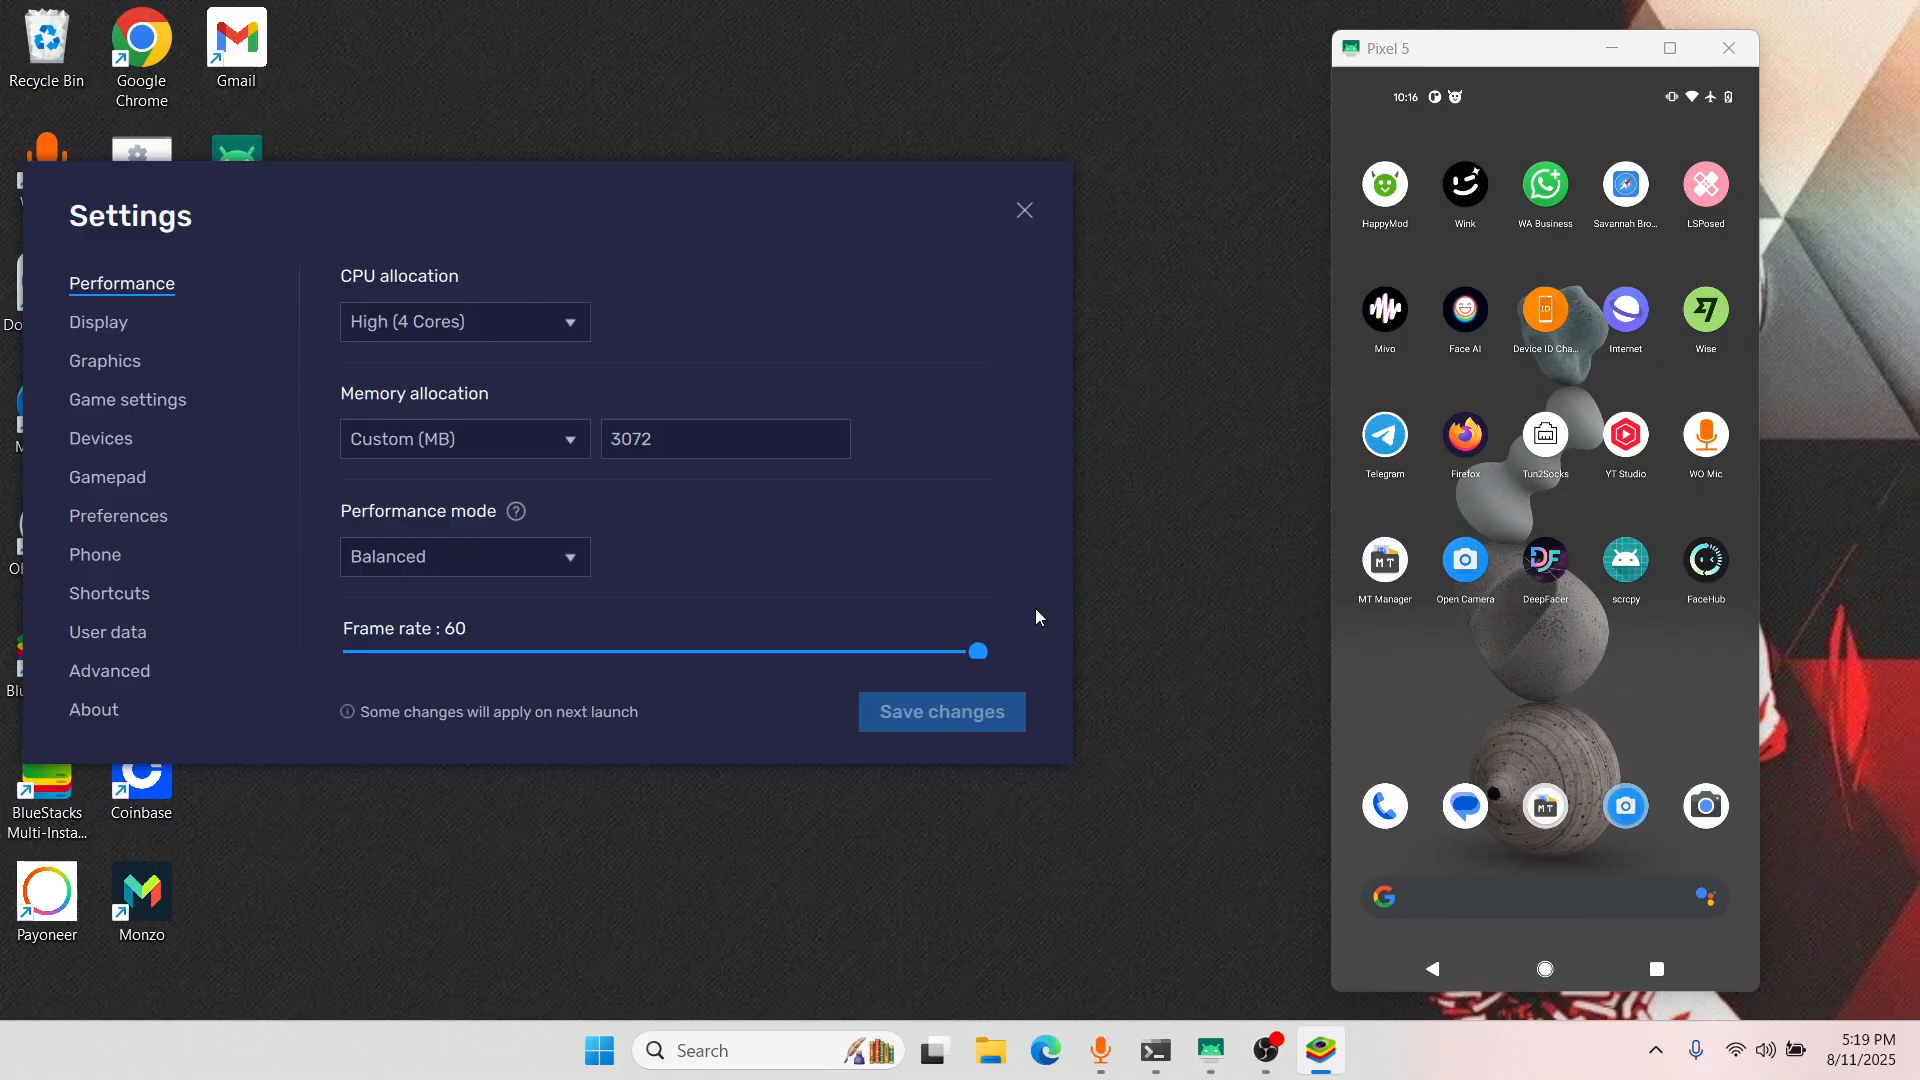 Recycle Bin
Google
Chrome
Gmail
Settings
Performance
Display
Graphics
Game settings
Devices
Gamepad
Preferences
Phone
Shortcuts
User data
Advanced
About
CPU allocation
High (4 Cores)
Memory allocation
Custom (MB)
3072
Performance mode
?
Balanced
Frame rate : 60
Some changes will apply on next launch
Save changes
BlueStacks
Multi-Insta...
Coinbase
Payoneer
Monzo
Pixel 5
10:16
HappyMod
Wink
WA Business
Savannah Bro...
LSPosed
Mivo
Face AI
Device ID Cha...
Internet
Wise
Telegram
Firefox
Tun2Socks
YT Studio
WO Mic
MT Manager
Open Camera
DeepFacer
scrcpy
FaceHub
Search
5:19 PM
8/11/2025